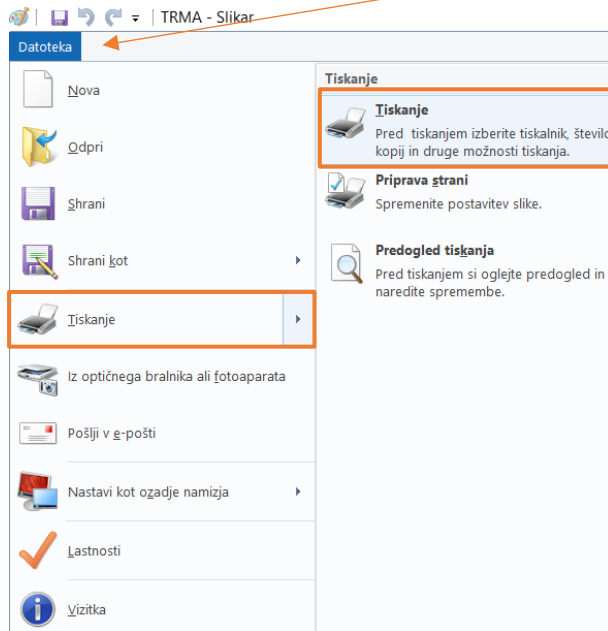 TRMA - Slikar
Datoteka
Nova
Odpri
Shrani
Shrani kot
Tiskanje
Iz optičnega bralnika ali fotoaparata
Pošlji v e-pošti
Nastavi kot ozadje namizja
Lastnosti
Vizitka
Tiskanje
Tiskanje
Pred tiskanjem izberite tiskalnik, število
kopij in druge možnosti tiskanja.
Priprava strani
Spremenite postavitev slike.
Predogled tiskanja
Pred tiskanjem si oglejte predogled in
naredite spremembe.